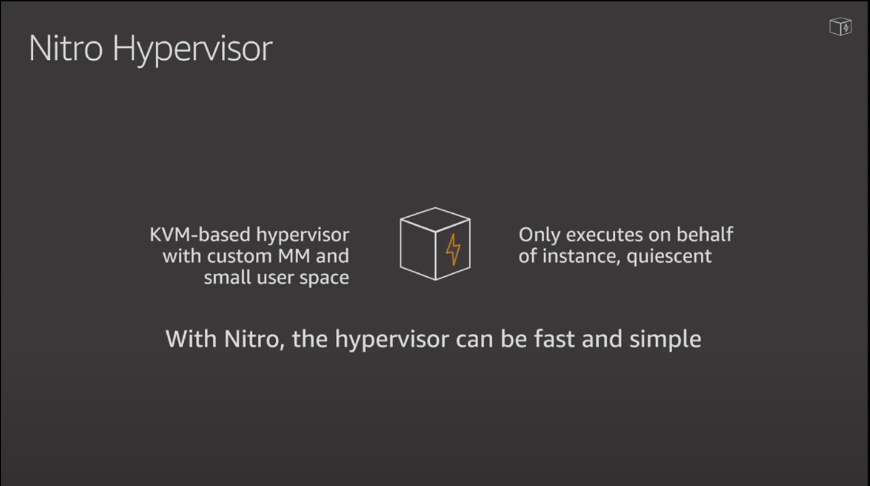 Nitro Hypervisor
KVM-based hypervisor
with custom MM and
small user space
Only executes on behalf
of instance, quiescent
With Nitro, the hypervisor can be fast and simple